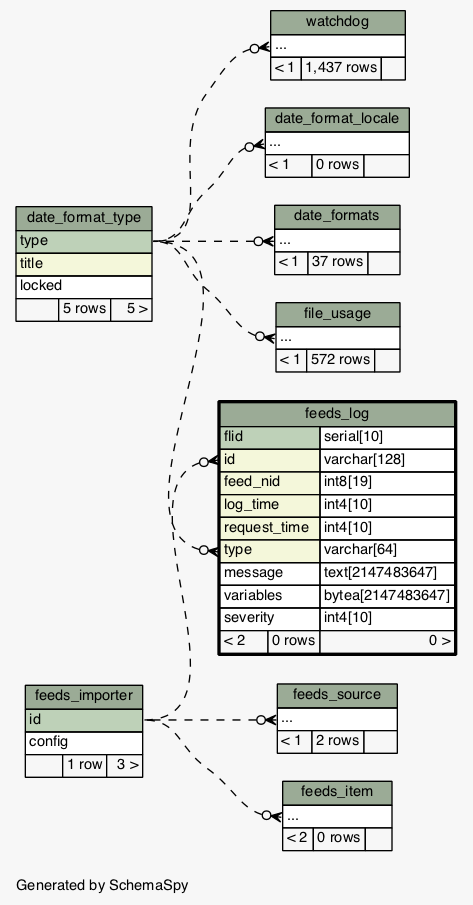 watchdog
...
< 1 1,437 rows
date_format_locale
...
< 1 0 rows
date_format_type
type
title
locked
5 rows 5 >
date_formats
...
< 1 37 rows
file_usage
...
< 1 572 rows
feeds_log
flid serial[10]
id varchar[128]
feed_nid int8[19]
log_time int4[10]
request_time int4[10]
type varchar[64]
message text[2147483647]
variables bytea[2147483647]
severity int4[10]
< 2 0 rows 0 >
feeds_importer
id
config
1 row 3 >
feeds_source
...
< 1 2 rows
feeds_item
...
< 2 0 rows
Generated by SchemaSpy